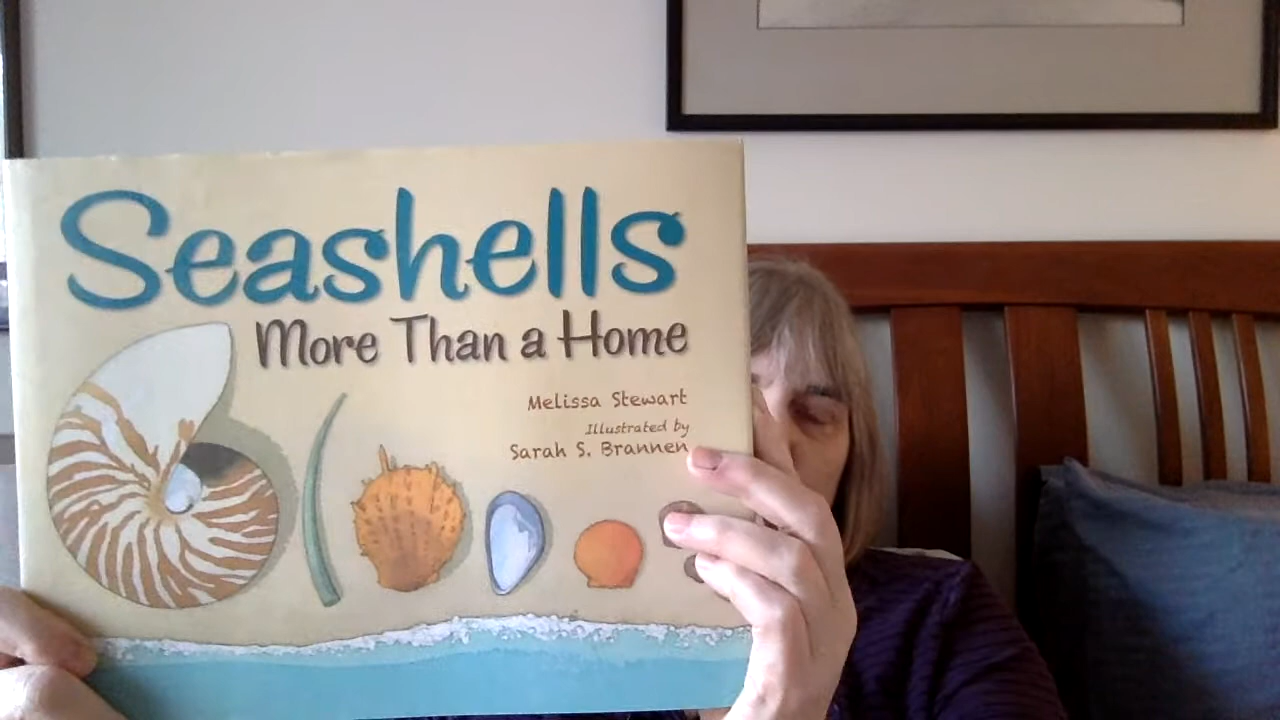 Seashells
More Than a Home
Melissa Stewart
Illustrated by
Sarah S. Brannen